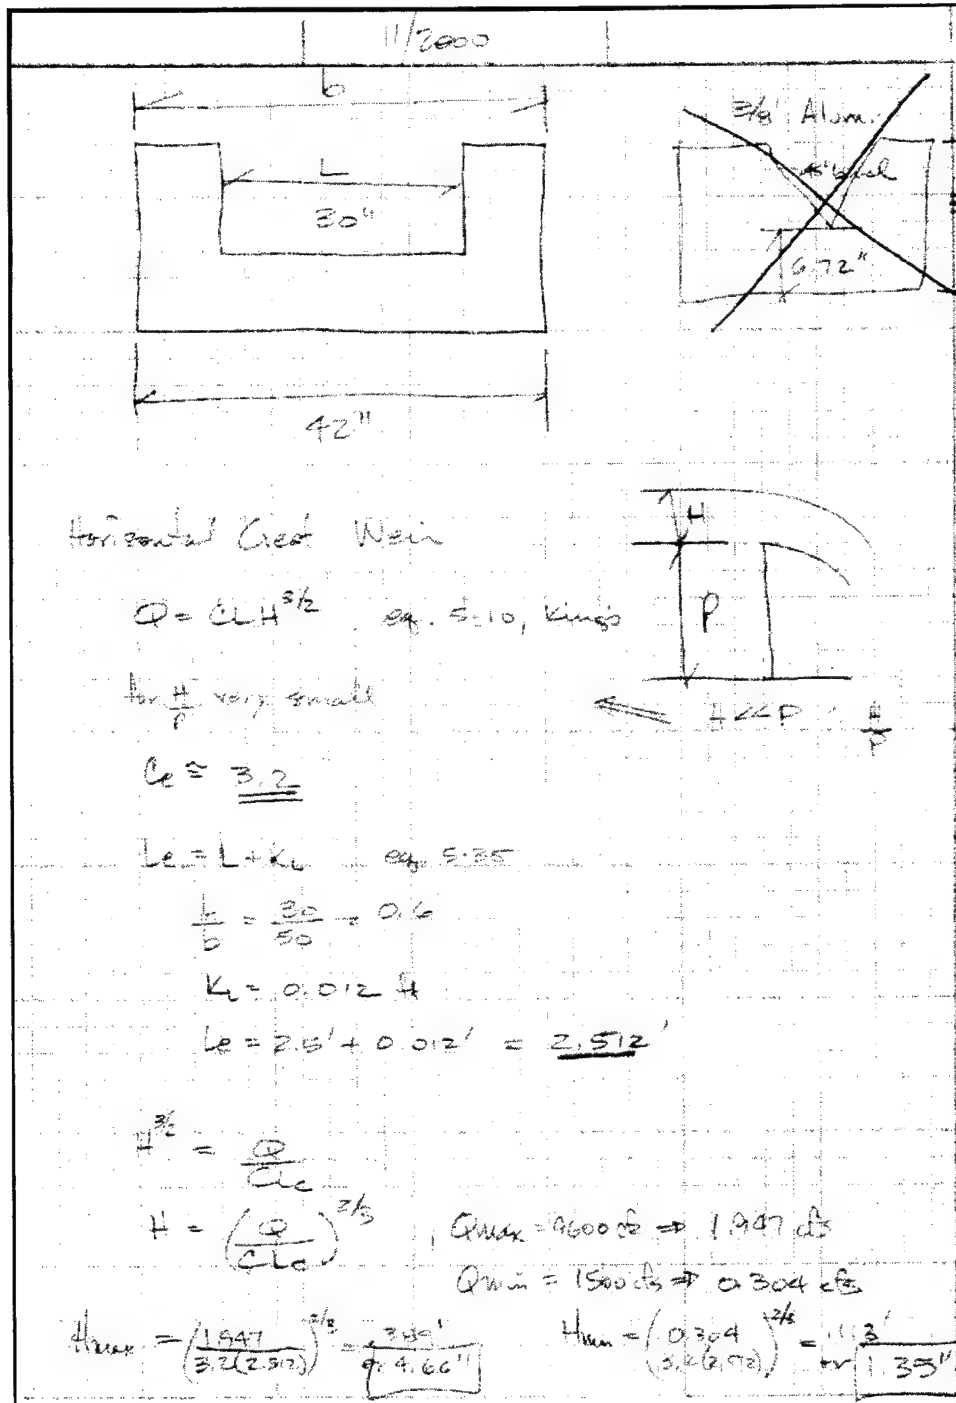 11/2000
b
3/8" Alum.
L
30"
6.72"
42"
H
Horizontal Crest Weir
Q = CLH^3/2 eq. 5-10, King's
P
for H/P very small
H<<P H/P
Ce ≅ 3.2
Le = L + KL eq. 5-35
L/b = 30/50 = 0.6
KL = 0.012 ft
Le = 2.5' + 0.012' = 2.512'
H^3/2 = Q/CLe
H = (Q/CLe)^2/3 , Qmax = 9600 cfs ⇒ 1.947 cfs
Qmin = 1500 cfs ⇒ 0.304 cfs
Hmax = (1.947/3.2(2.512))^2/3 = or 4.66" Hmin = (0.304/3.2(2.512))^2/3 = or 1.35"